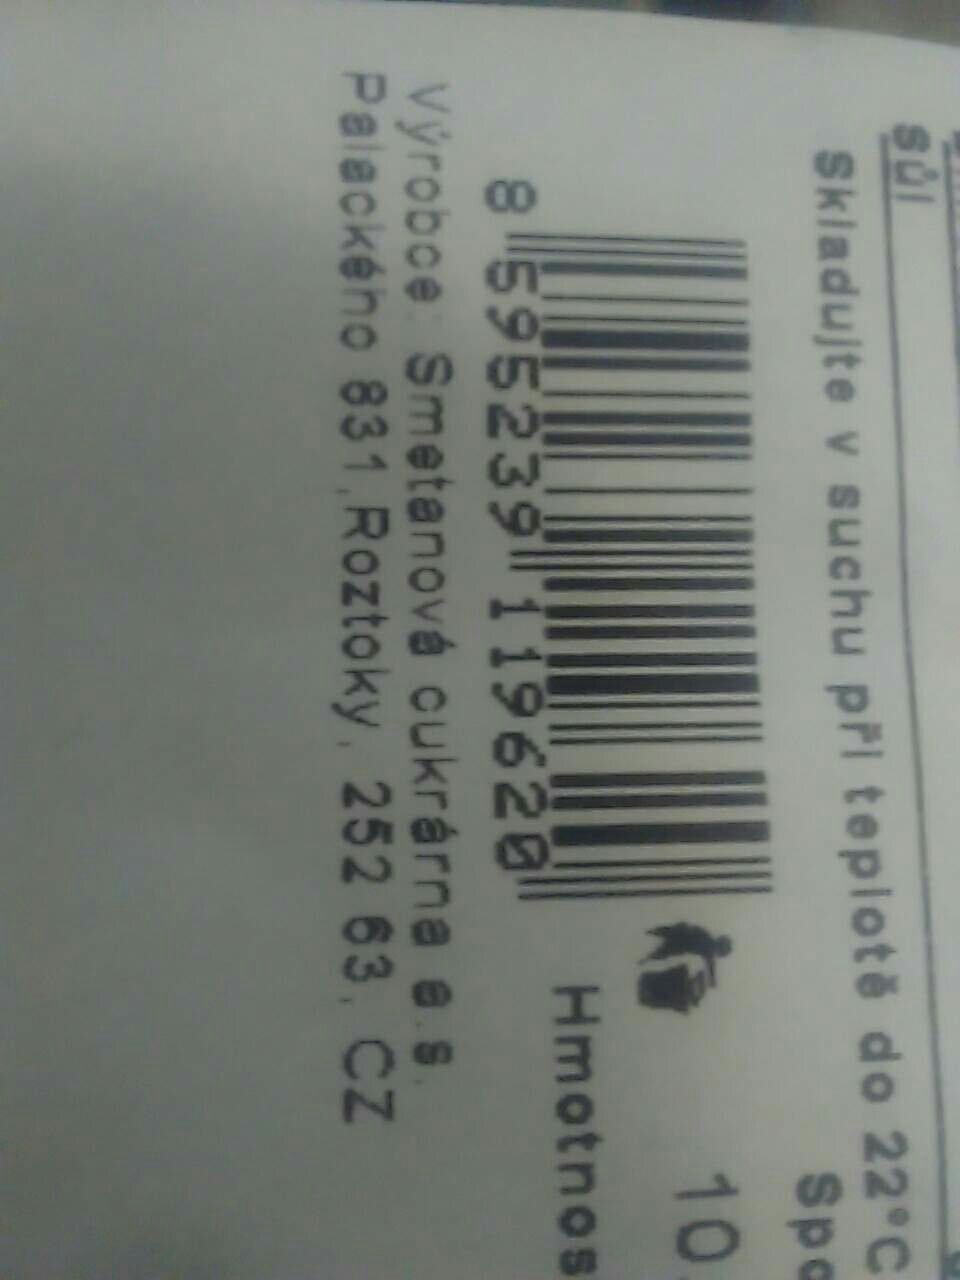 sůl
Skladujte v suchu při teplotě do 22°C
Spo
10
Hmotnos
8 595239 119620
Výrobce: Smetanová cukrárna a.s.
Palackého 831, Roztoky, 252 63, CZ